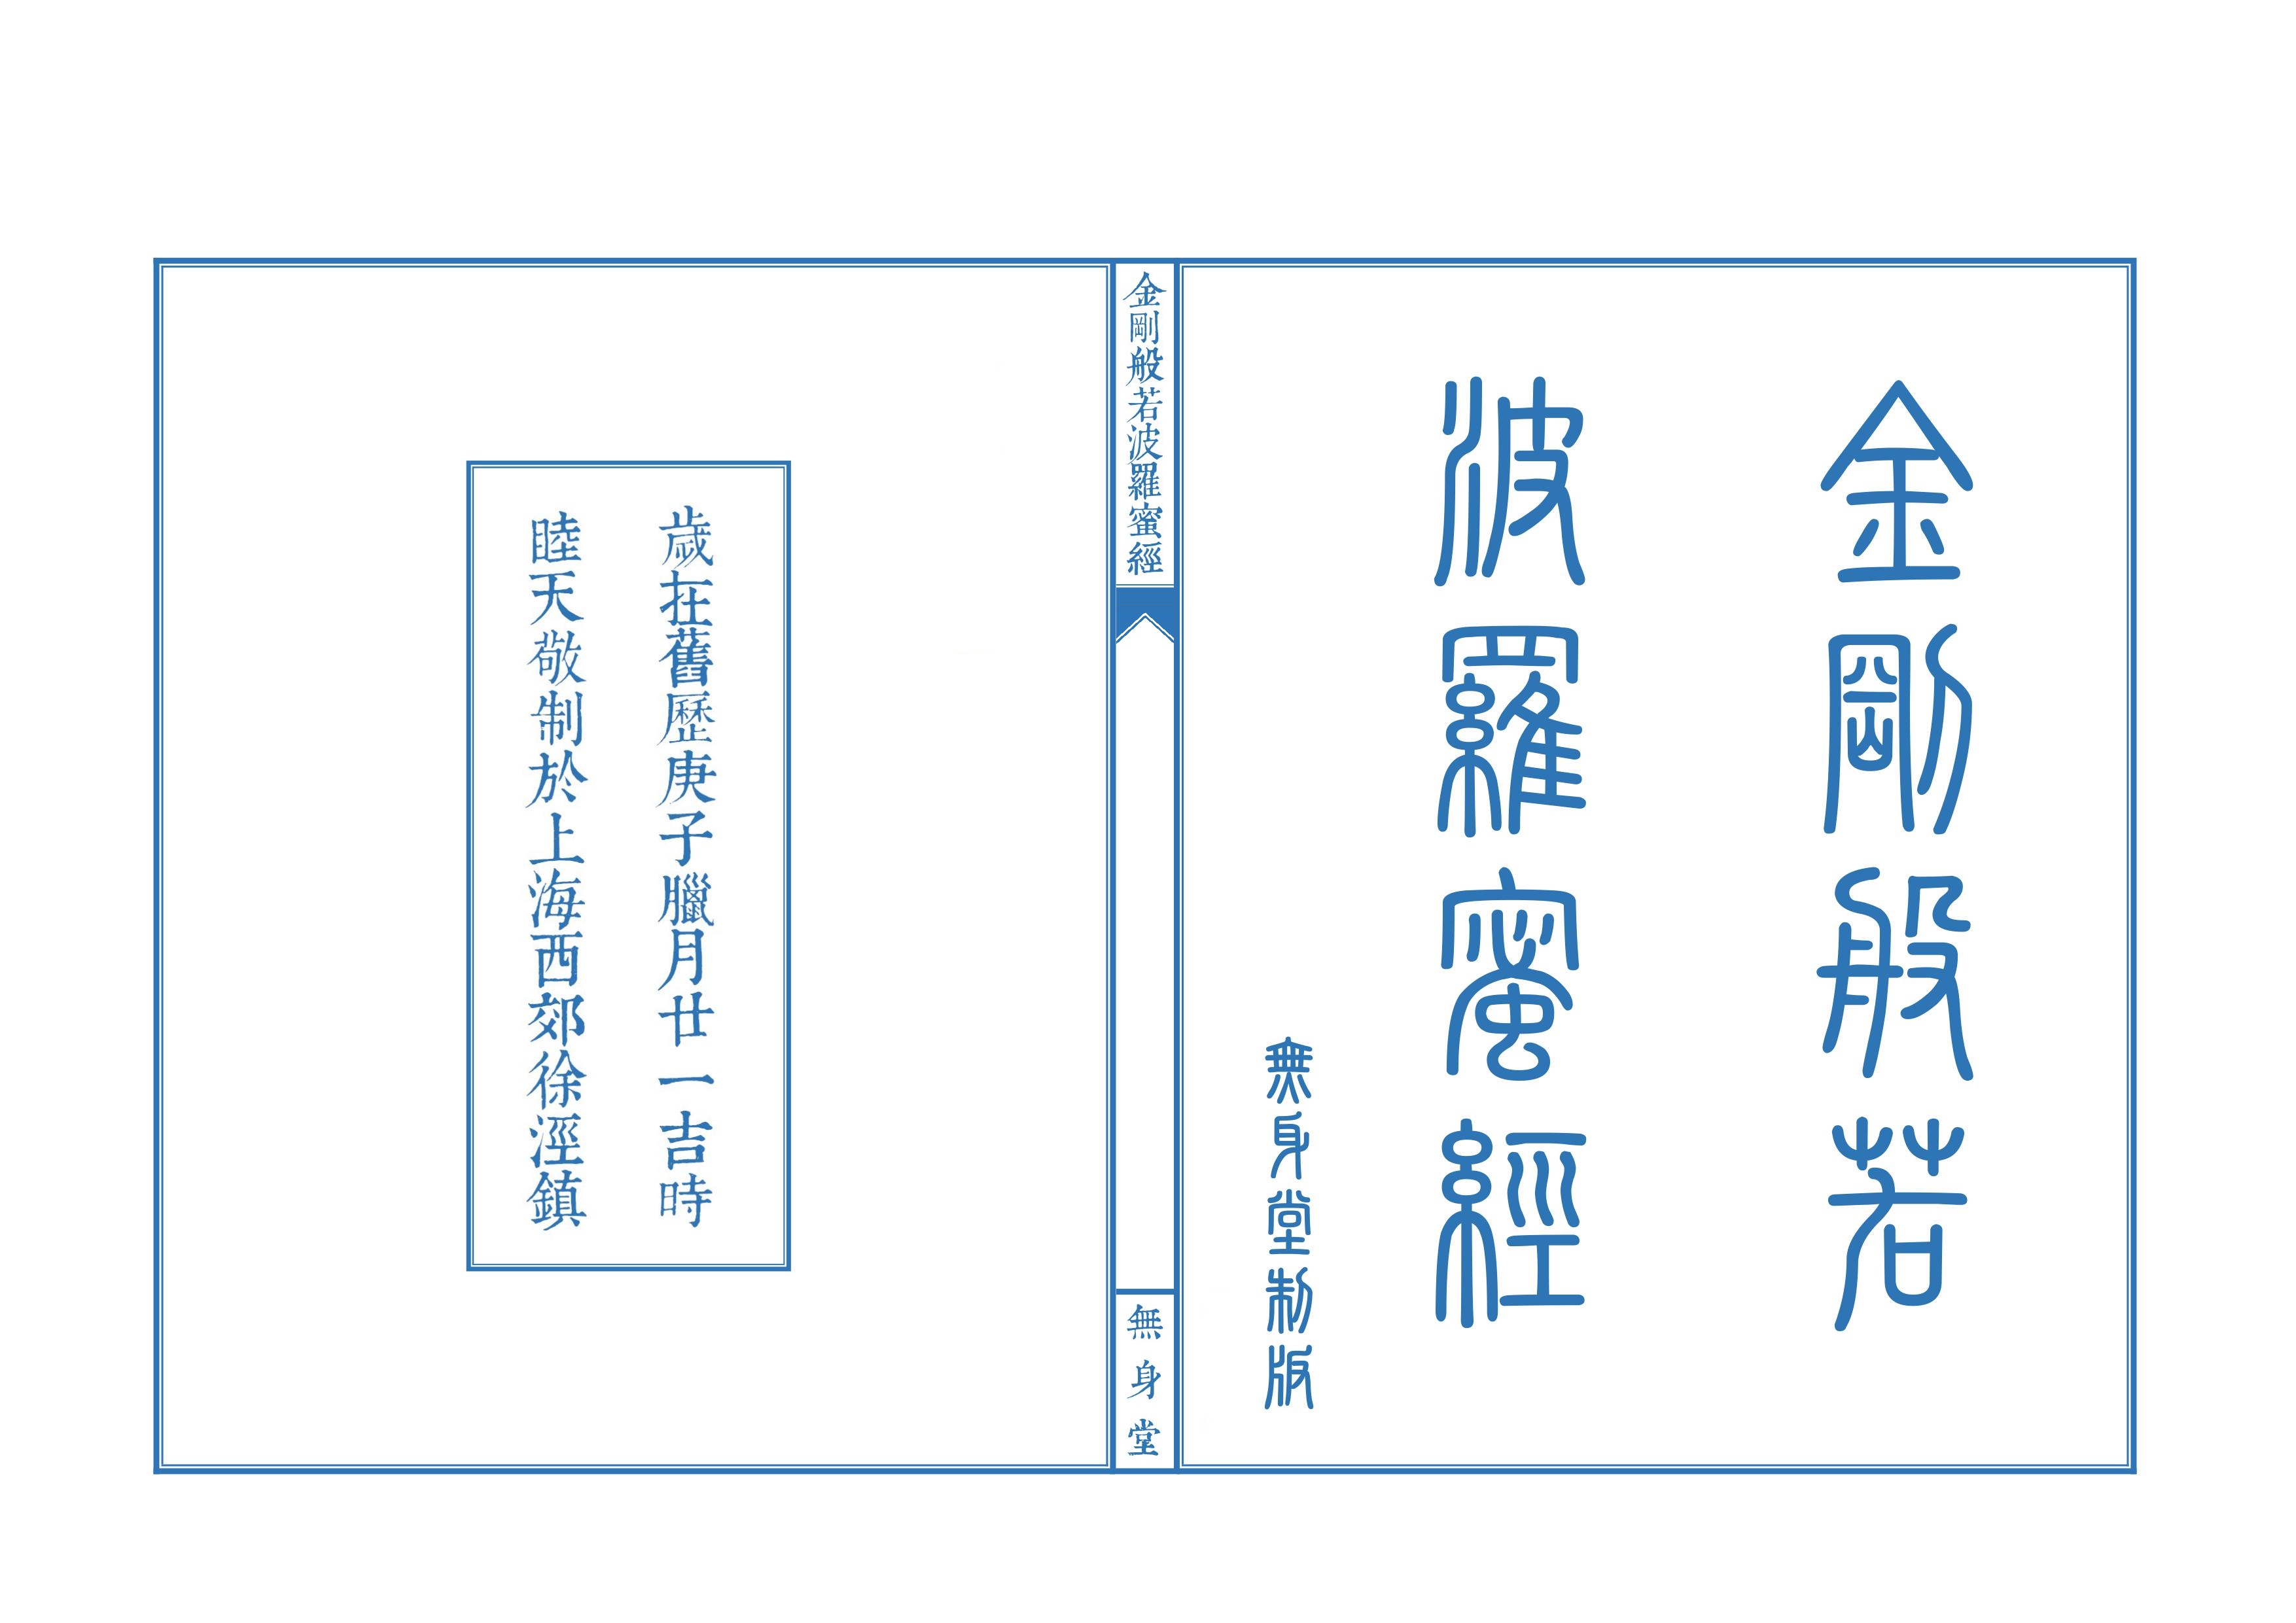 金剛般若
波羅蜜經
無身堂制版
金剛般若波羅蜜經
無身堂
歲在舊歷庚子臘月廿一吉時
睦天敬制於上海西郊徐涇鎮